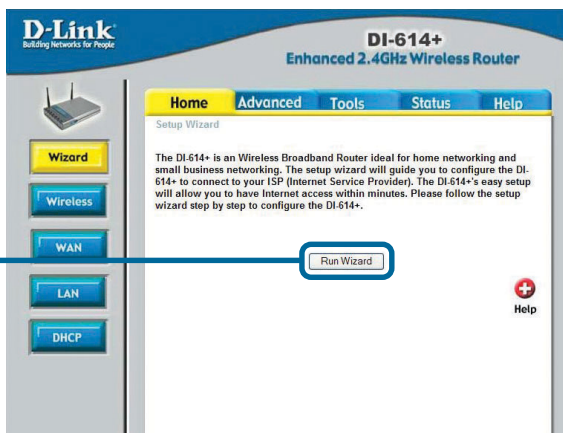 D-Link
Building Networks for People
DI-614+
Enhanced 2.4GHz Wireless Router
Home
Advanced
Tools
Status
Help
Setup Wizard
Wizard
Wireless
WAN
LAN
DHCP
The DI-614+ is an Wireless Broadband Router ideal for home networking and
small business networking. The setup wizard will guide you to configure the DI-
614+ to connect to your ISP (Internet Service Provider). The DI-614+'s easy setup
will allow you to have Internet access within minutes. Please follow the setup
wizard step by step to configure the DI-614+.
Run Wizard
Help